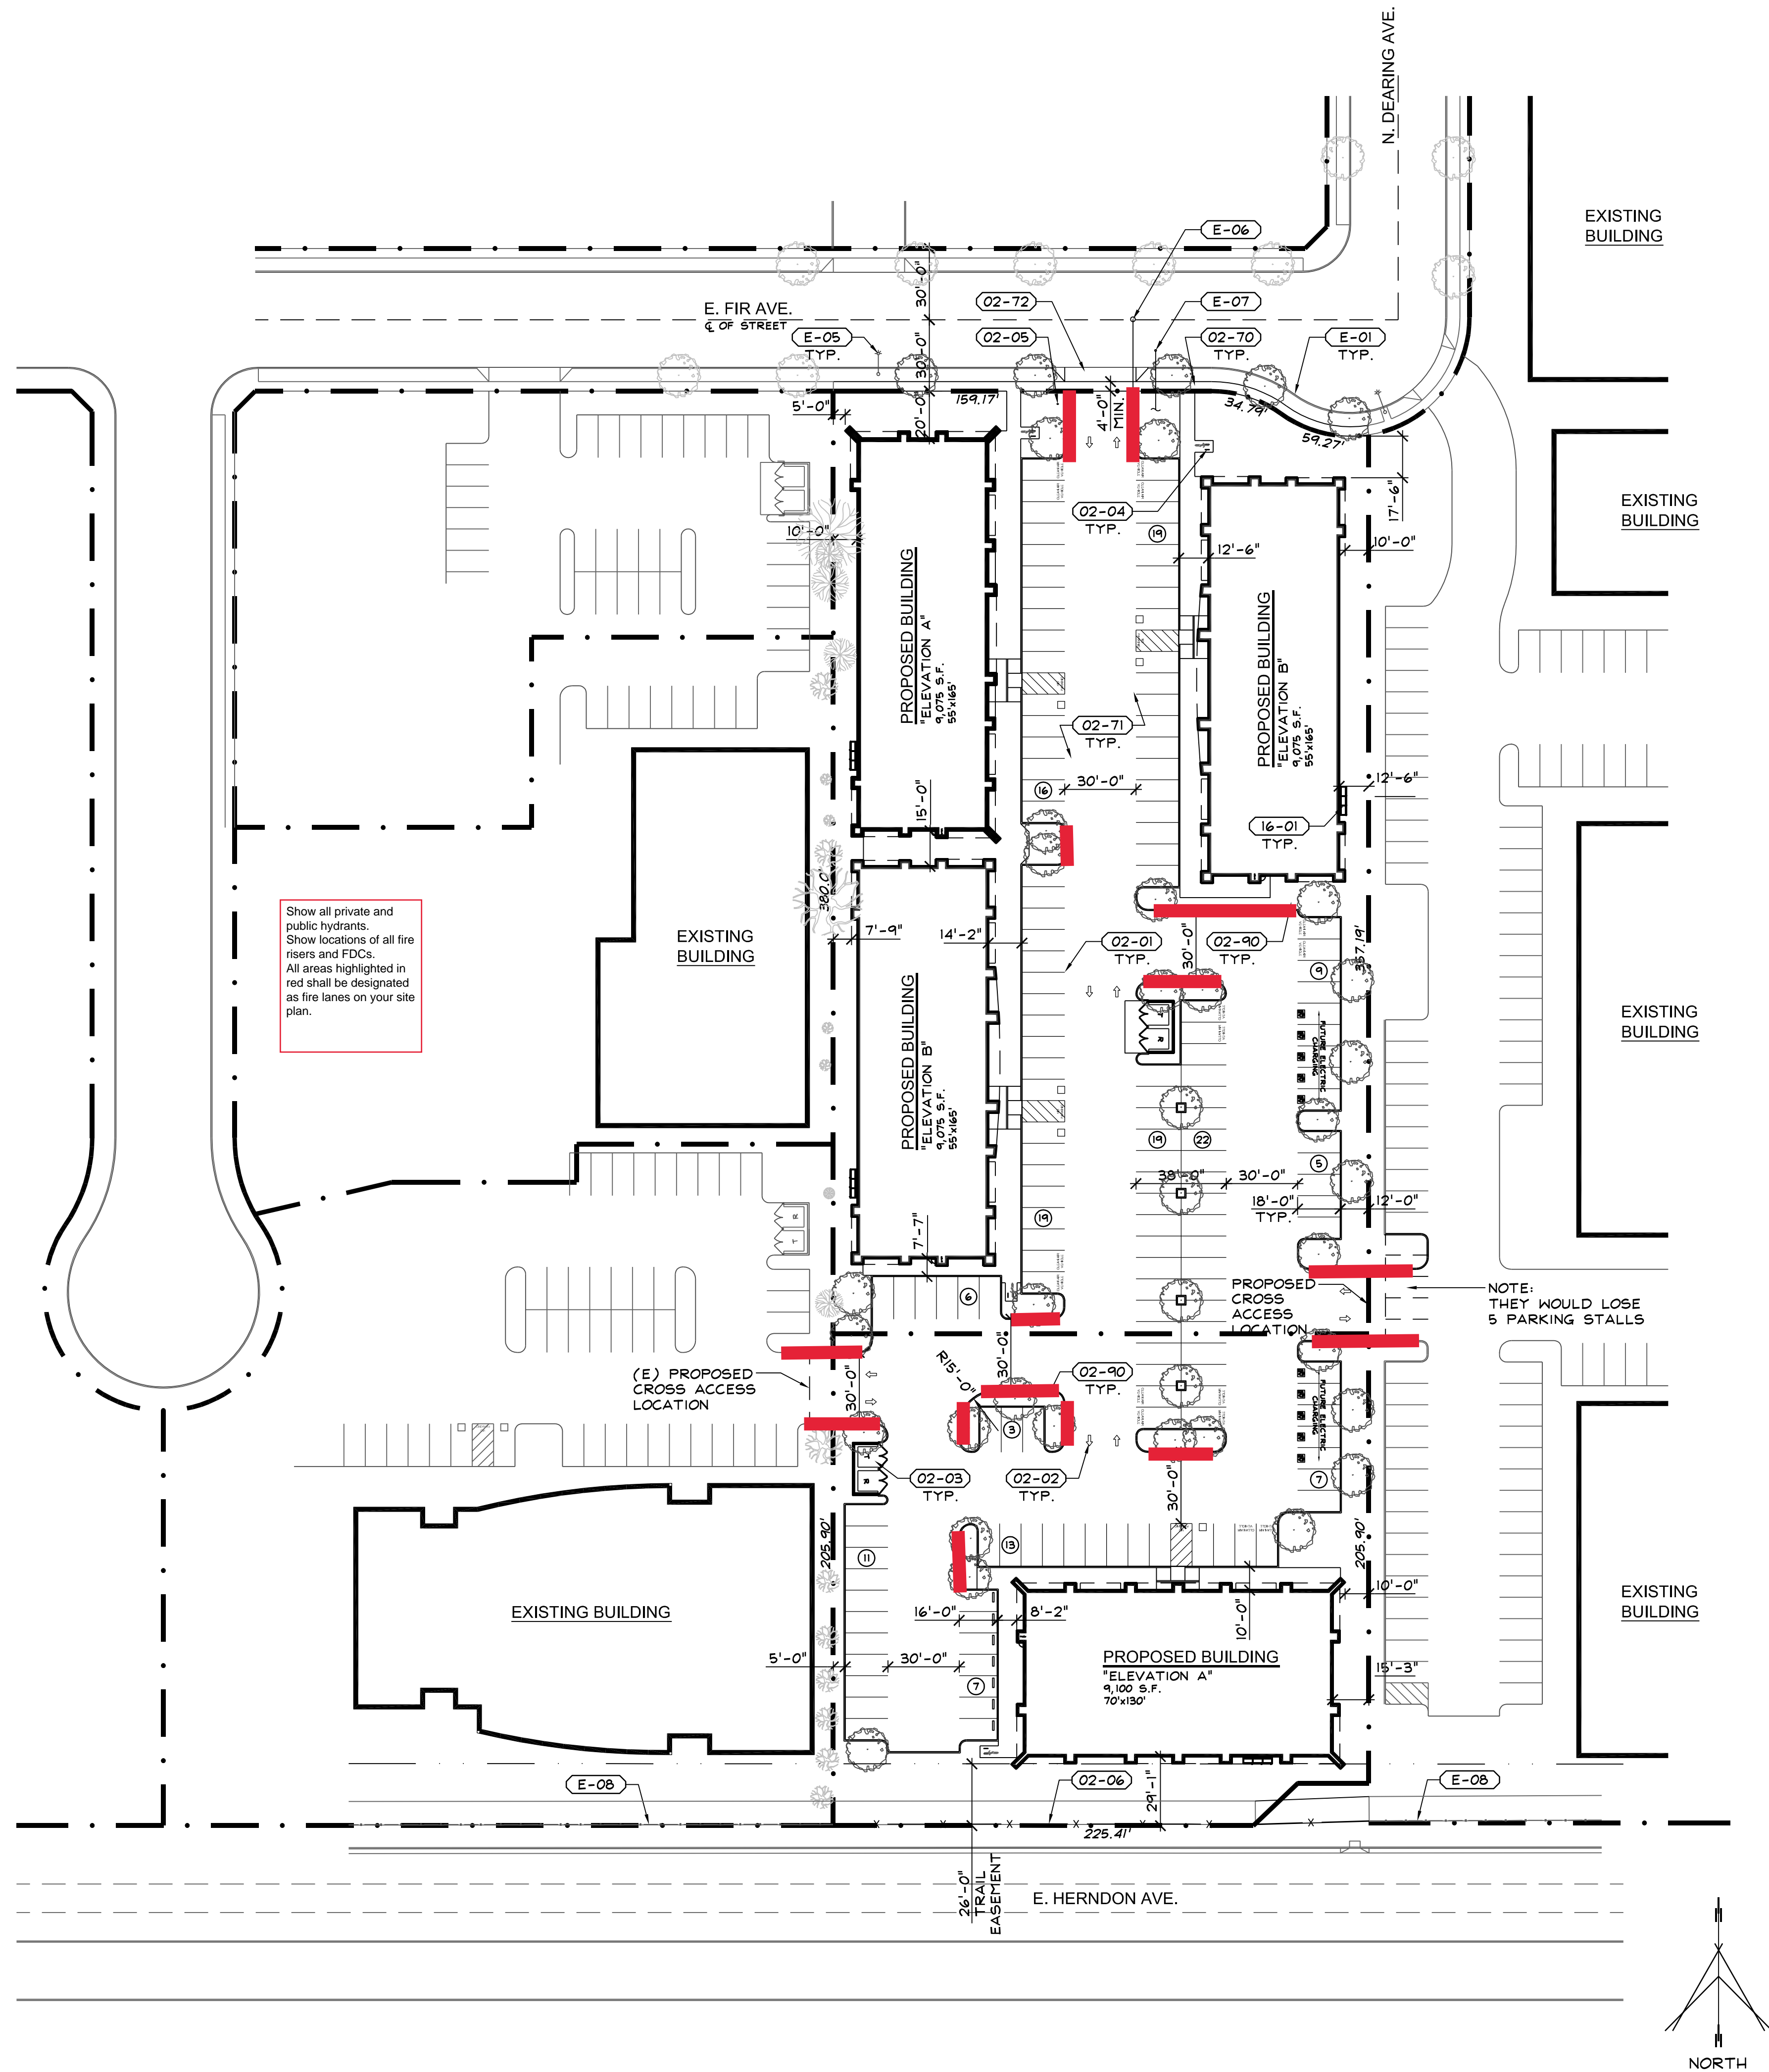 N. DEARING AVE.
EXISTING
BUILDING
E-06
02-72
E-07
30'-0"
E. FIR AVE.
℄ OF STREET
E-05
TYP.
02-05
30'-0"
02-70
TYP.
E-01
TYP.
5'-0"
20'-0"
159.17'
4'-0"
MIN.
34.79'
59.27'
17'-6"
EXISTING
BUILDING
02-04
TYP.
10'-0"
19
12'-6"
10'-0"
PROPOSED BUILDING
"ELEVATION A"
9,075 S.F.
55'x165'
PROPOSED BUILDING
"ELEVATION B"
9,075 S.F.
55'x165'
02-71
TYP.
30'-0"
16
15'-0"
12'-6"
16-01
TYP.
380.0'
Show all private and
public hydrants.
Show locations of all fire
risers and FDCs.
All areas highlighted in
red shall be designated
as fire lanes on your site
plan.
EXISTING
BUILDING
7'-9"
14'-2"
02-01
TYP.
30'-0"
02-90
TYP.
357.19'
9
PROPOSED BUILDING
"ELEVATION B"
9,075 S.F.
55'x165'
T
R
FUTURE ELECTRIC
CHARGING
EXISTING
BUILDING
19
22
5
38'-0"
30'-0"
18'-0"
TYP.
12'-0"
R
T
7'-7"
19
6
PROPOSED
CROSS
ACCESS
LOCATION
NOTE:
THEY WOULD LOSE
5 PARKING STALLS
(E) PROPOSED
CROSS ACCESS
LOCATION
30'-0"
R15'-0"
30'-0"
02-90
TYP.
3
FUTURE ELECTRIC
CHARGING
T
R
02-03
TYP.
02-02
TYP.
30'-0"
7
205.90'
11
13
205.90'
EXISTING BUILDING
16'-0"
8'-2"
10'-0"
10'-0"
EXISTING
BUILDING
5'-0"
30'-0"
7
PROPOSED BUILDING
"ELEVATION A"
9,100 S.F.
70'x130'
15'-3"
E-08
02-06
29'-1"
E-08
225.41'
26'-0"
TRAIL
EASEMENT
E. HERNDON AVE.
NORTH